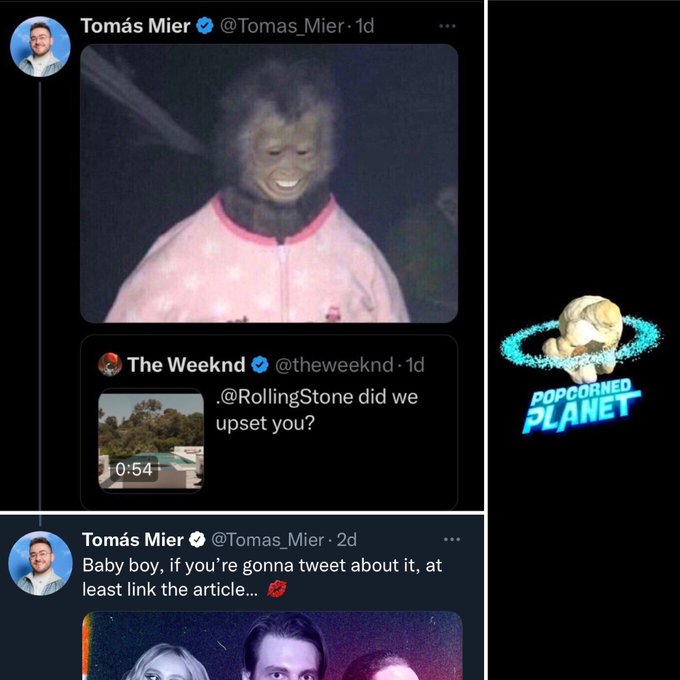 Tomás Mier @Tomas_Mier · 1d
The Weeknd @theweeknd · 1d
.@RollingStone did we
upset you?
0:54
Tomás Mier @Tomas_Mier · 2d
Baby boy, if you’re gonna tweet about it, at
least link the article... 💋
POPCORNED
PLANET